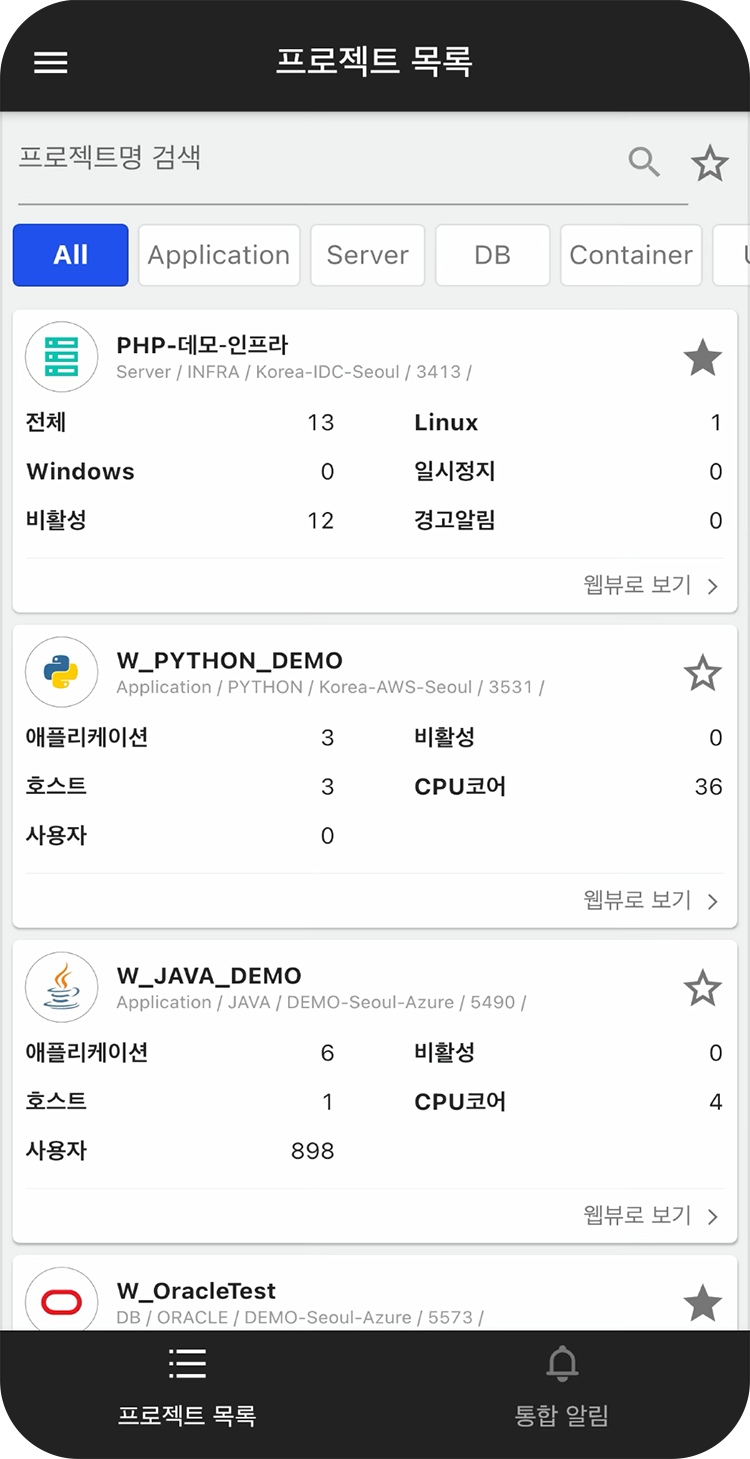 프로젝트 목록
프로젝트명 검색
All Application Server DB Container
PHP-데모-인프라
Server / INFRA / Korea-IDC-Seoul / 3413 /
전체 13 Linux 1
Windows 0 일시정지 0
비활성 12 경고알림 0
웹뷰로 보기
W_PYTHON_DEMO
Application / PYTHON / Korea-AWS-Seoul / 3531 /
애플리케이션 3 비활성 0
호스트 3 CPU코어 36
사용자 0
웹뷰로 보기
W_JAVA_DEMO
Application / JAVA / DEMO-Seoul-Azure / 5490 /
애플리케이션 6 비활성 0
호스트 1 CPU코어 4
사용자 898
웹뷰로 보기
W_OracleTest
DB / ORACLE / DEMO-Seoul-Azure / 5573 /
프로젝트 목록 통합 알림